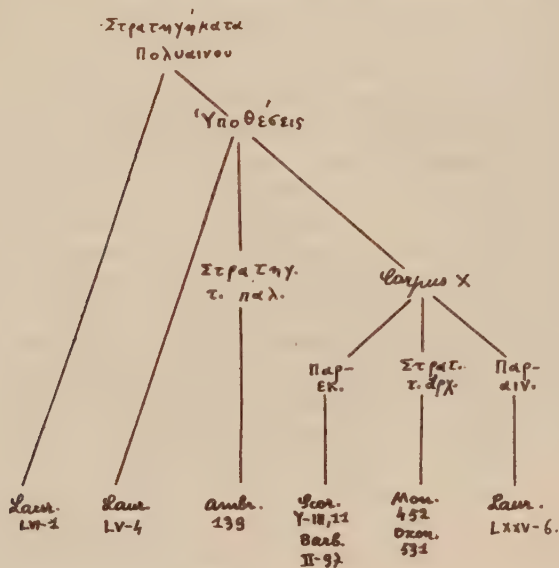 Στρατηγήματα
Πολυαίνου
Ὑποθέσεις
Στρατηγ.
τ. παλ.
Corpus X
Παρ-
εκ.
Στρατ.
τ. ἀρχ.
Παρ-
αιν.
Laur.
LVI-1
Laur.
LV-4
Ambr.
139
Scor.
Y-III,11
Barb.
II-97
Mon.
452
Oxon.
531
Laur.
LXXV-6.